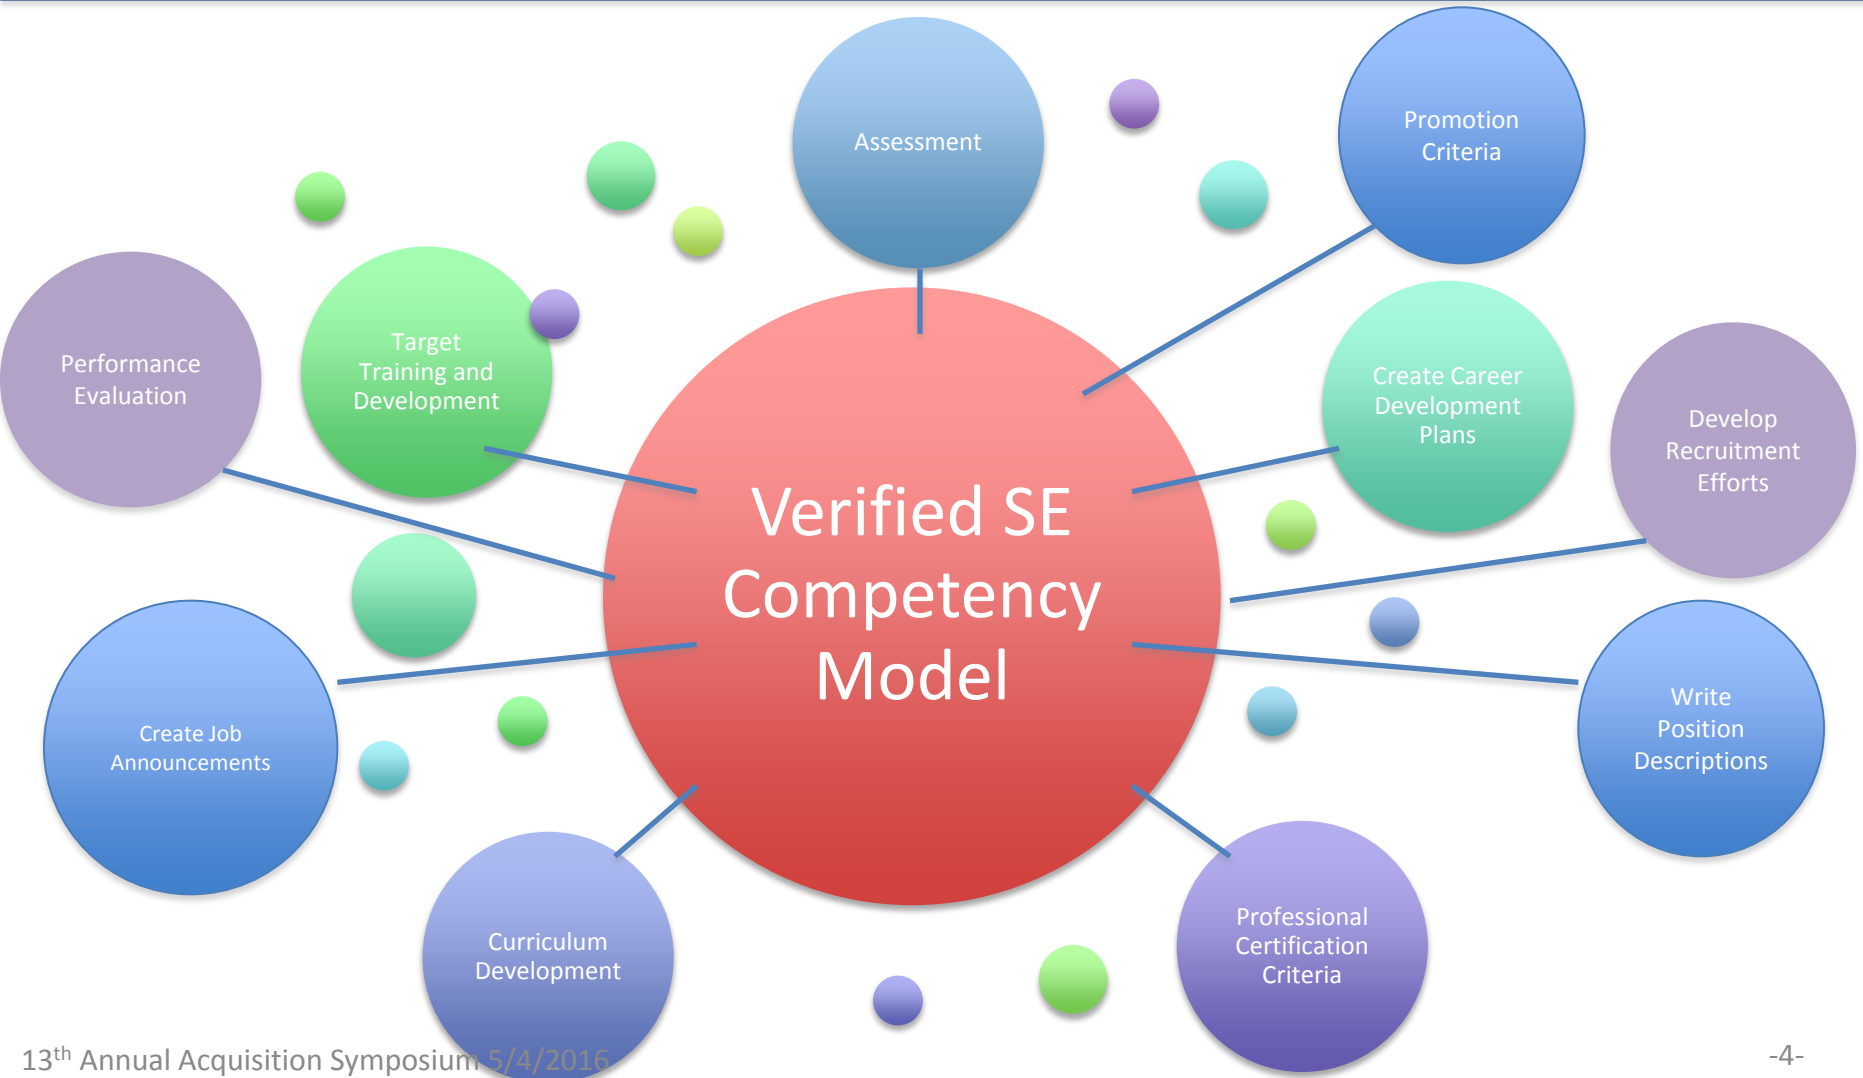 Assessment
Promotion
Criteria
Performance
Evaluation
Target
Training and
Development
Create Career
Development
Plans
Develop
Recruitment
Efforts
Verified SE
Competency
Model
Create Job
Announcements
Write
Position
Descriptions
Curriculum
Development
Professional
Certification
Criteria
13th Annual Acquisition Symposium 5/4/2016
-4-